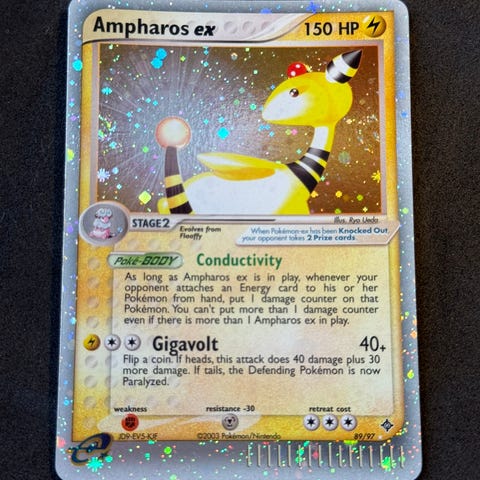 Ampharos ex 150 HP
Illus. Ryo Ueda
STAGE2
Evolves from
Flaaffy
When Pokémon-ex has been Knocked Out,
your opponent takes 2 Prize cards.
Poké-BODY Conductivity
As long as Ampharos ex is in play, whenever your
opponent attaches an Energy card to his or her
Pokémon from hand, put 1 damage counter on that
Pokémon. You can't put more than 1 damage counter
even if there is more than 1 Ampharos ex in play.
Gigavolt 40+
Flip a coin. If heads, this attack does 40 damage plus 30
more damage. If tails, the Defending Pokémon is now
Paralyzed.
weakness resistance -30 retreat cost
JD9-EV5-KJF ©2003 Pokémon/Nintendo 89/97
e